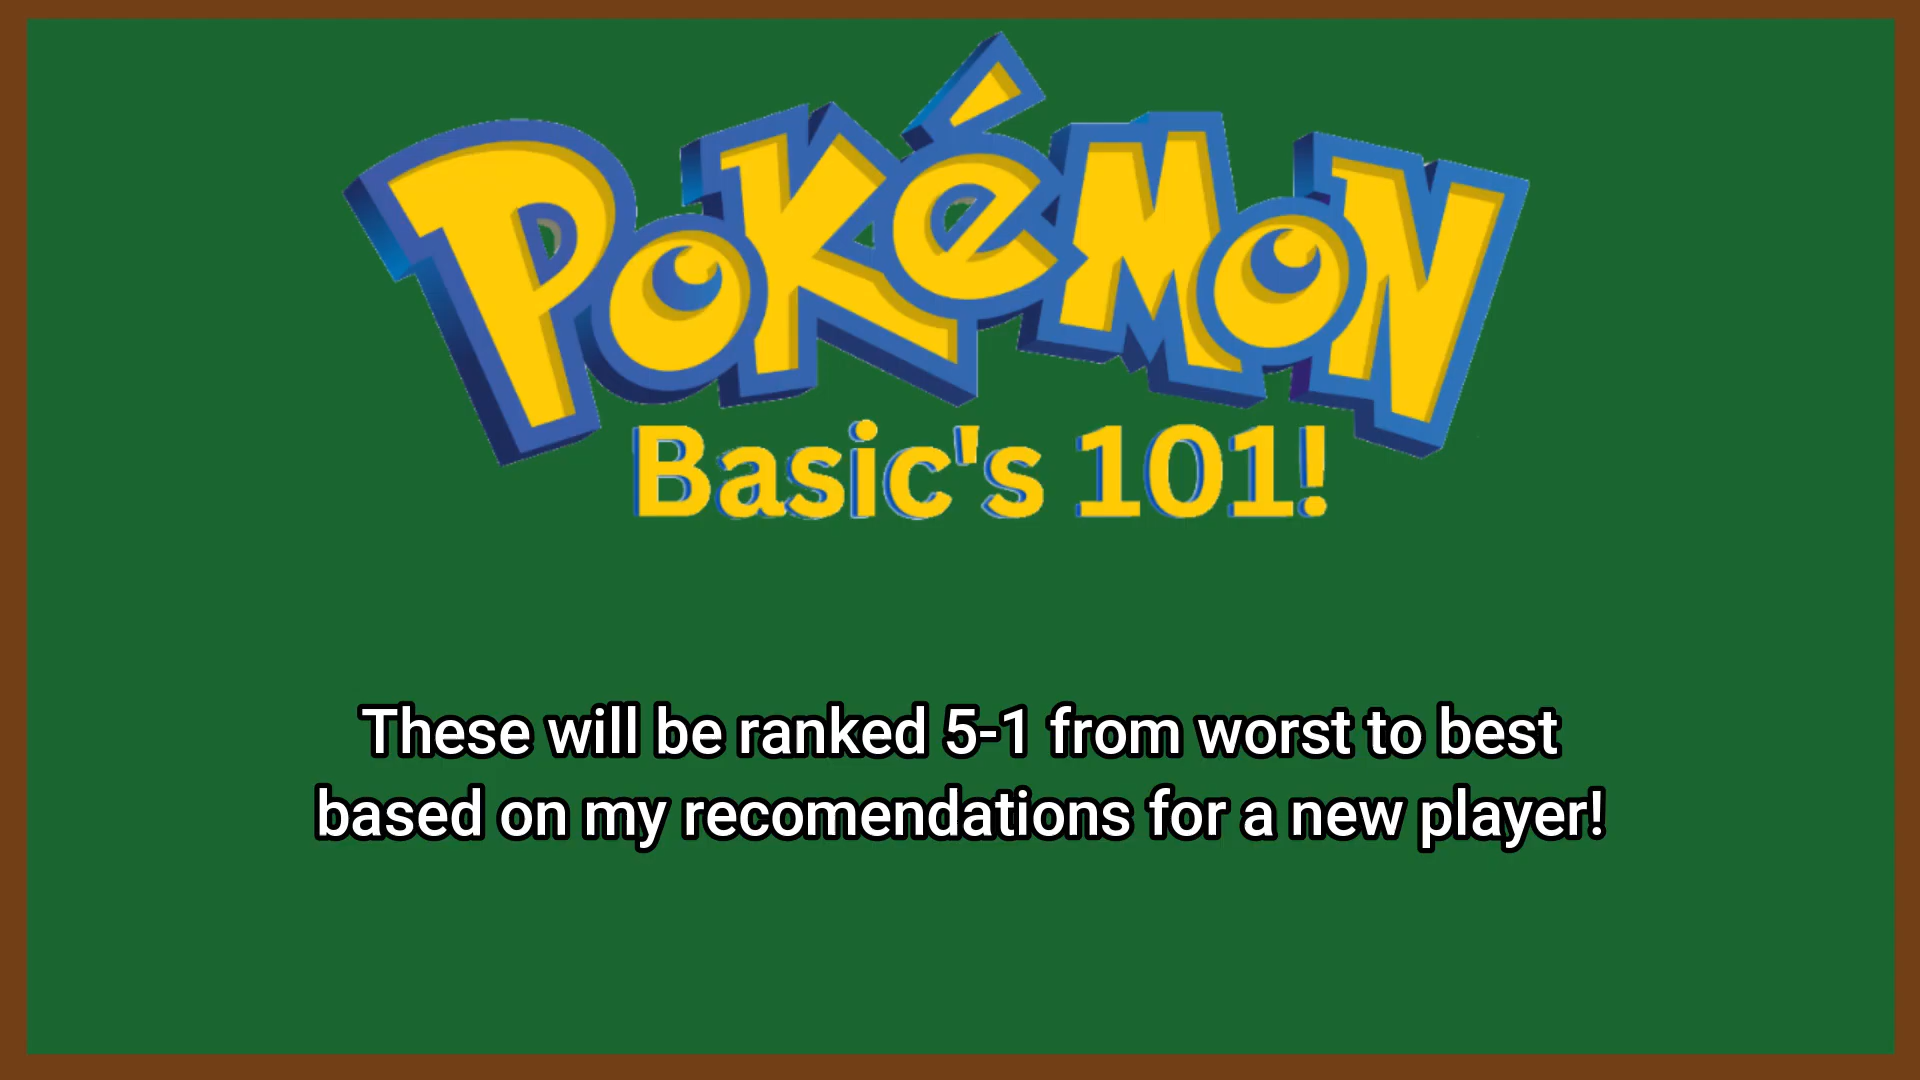 POKéMON
Basic's 101!
These will be ranked 5-1 from worst to best
based on my recomendations for a new player!